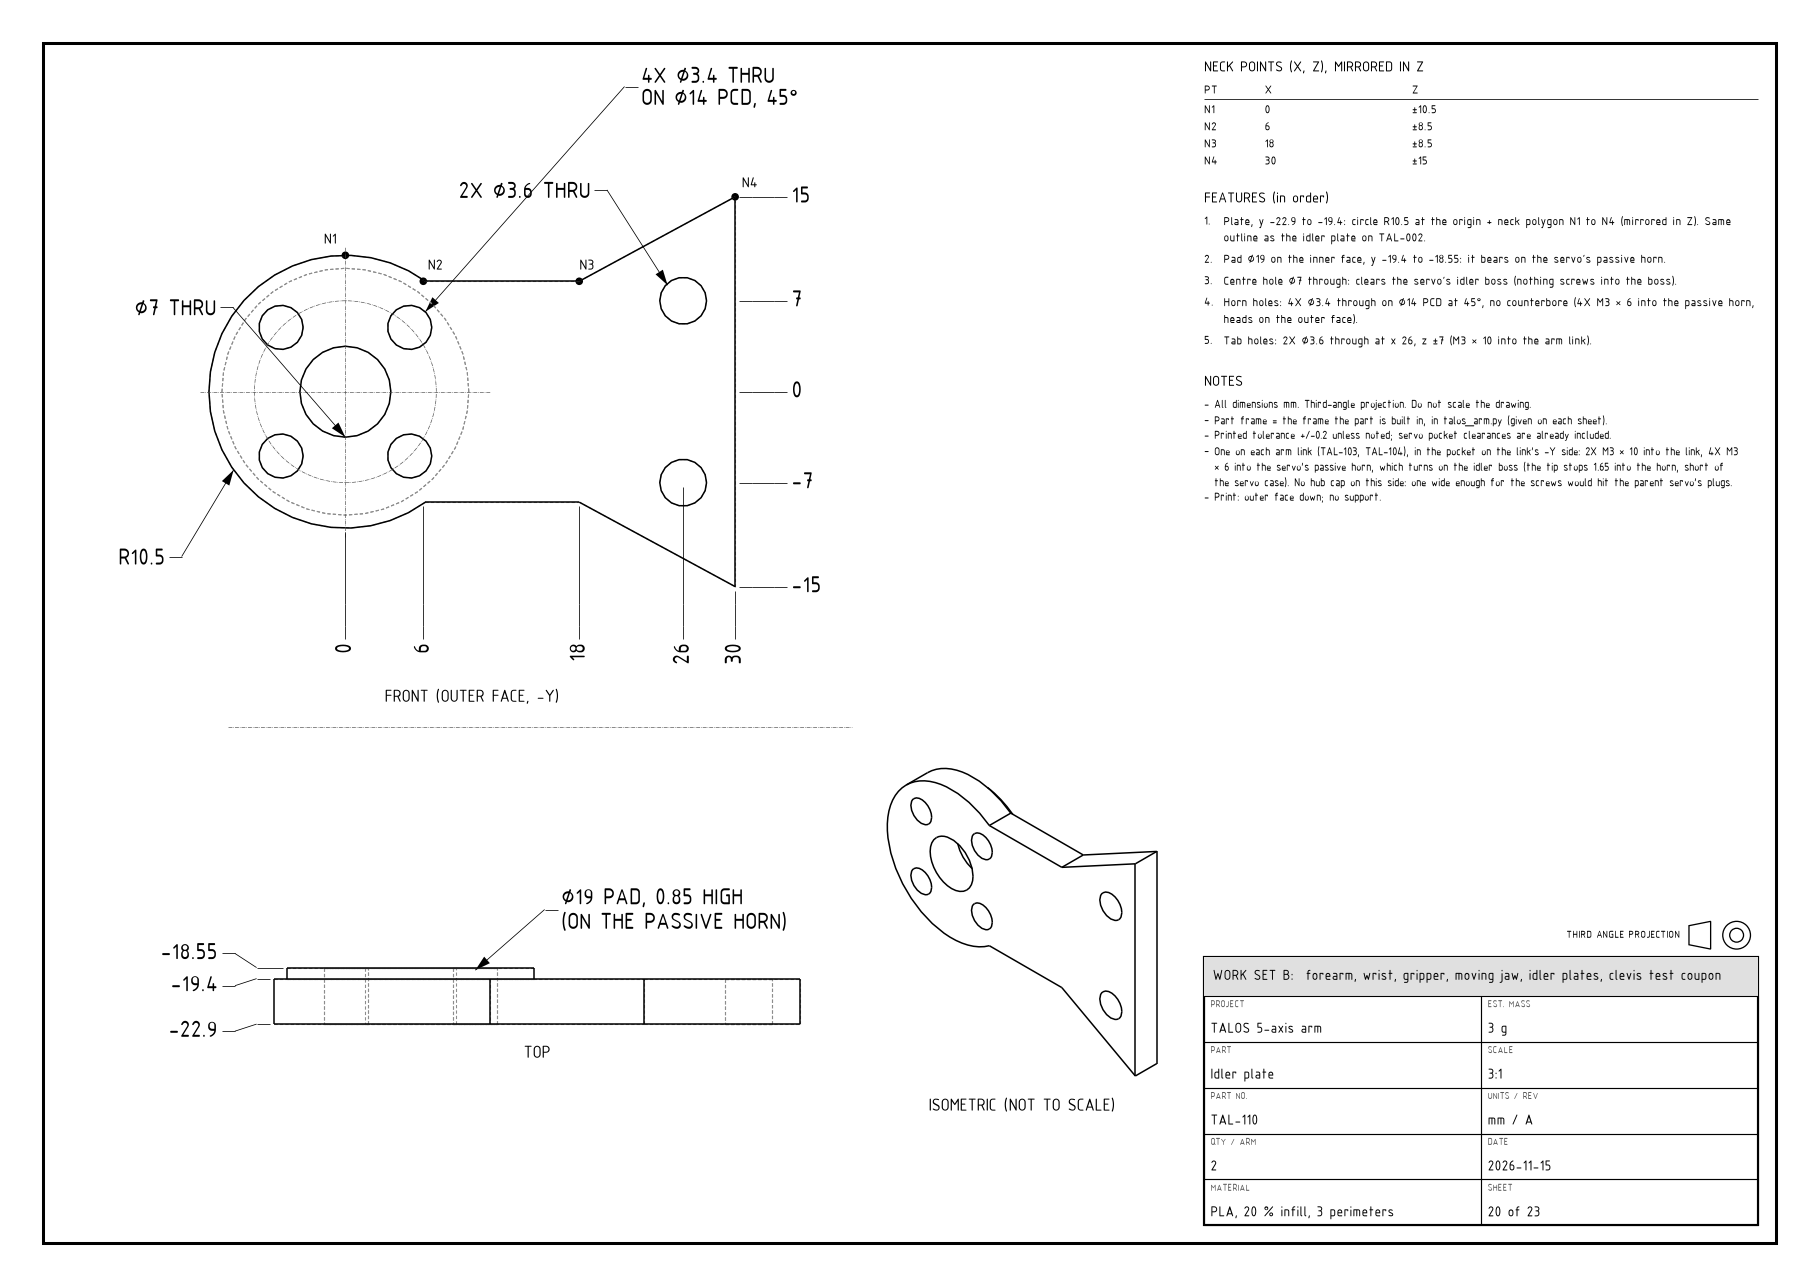 4X Ø3.4 THRU
ON Ø14 PCD, 45°
2X Ø3.6 THRU
N4
15
N1
N2
N3
Ø7 THRU
7
0
-7
R10.5
-15
0
6
18
26
30
FRONT (OUTER FACE, -Y)
Ø19 PAD, 0.85 HIGH
(ON THE PASSIVE HORN)
-18.55
-19.4
-22.9
TOP
ISOMETRIC (NOT TO SCALE)
NECK POINTS (X, Z), MIRRORED IN Z
PT X Z
N1 0 ±10.5
N2 6 ±8.5
N3 18 ±8.5
N4 30 ±15
FEATURES (in order)
1. Plate, y -22.9 to -19.4: circle R10.5 at the origin + neck polygon N1 to N4 (mirrored in Z). Same
outline as the idler plate on TAL-002.
2. Pad Ø19 on the inner face, y -19.4 to -18.55: it bears on the servo's passive horn.
3. Centre hole Ø7 through: clears the servo's idler boss (nothing screws into the boss).
4. Horn holes: 4X Ø3.4 through on Ø14 PCD at 45°, no counterbore (4X M3 × 6 into the passive horn,
heads on the outer face).
5. Tab holes: 2X Ø3.6 through at x 26, z ±7 (M3 × 10 into the arm link).
NOTES
- All dimensions mm. Third-angle projection. Do not scale the drawing.
- Part frame = the frame the part is built in, in talos_arm.py (given on each sheet).
- Printed tolerance +/-0.2 unless noted; servo pocket clearances are already included.
- One on each arm link (TAL-103, TAL-104), in the pocket on the link's -Y side: 2X M3 × 10 into the link, 4X M3
× 6 into the servo's passive horn, which turns on the idler boss (the tip stops 1.65 into the horn, short of
the servo case). No hub cap on this side: one wide enough for the screws would hit the parent servo's plugs.
- Print: outer face down; no support.
THIRD ANGLE PROJECTION
WORK SET B: forearm, wrist, gripper, moving jaw, idler plates, clevis test coupon
PROJECT EST. MASS
TALOS 5-axis arm 3 g
PART SCALE
Idler plate 3:1
PART NO. UNITS / REV
TAL-110 mm / A
QTY / ARM DATE
2 2026-11-15
MATERIAL SHEET
PLA, 20 % infill, 3 perimeters 20 of 23